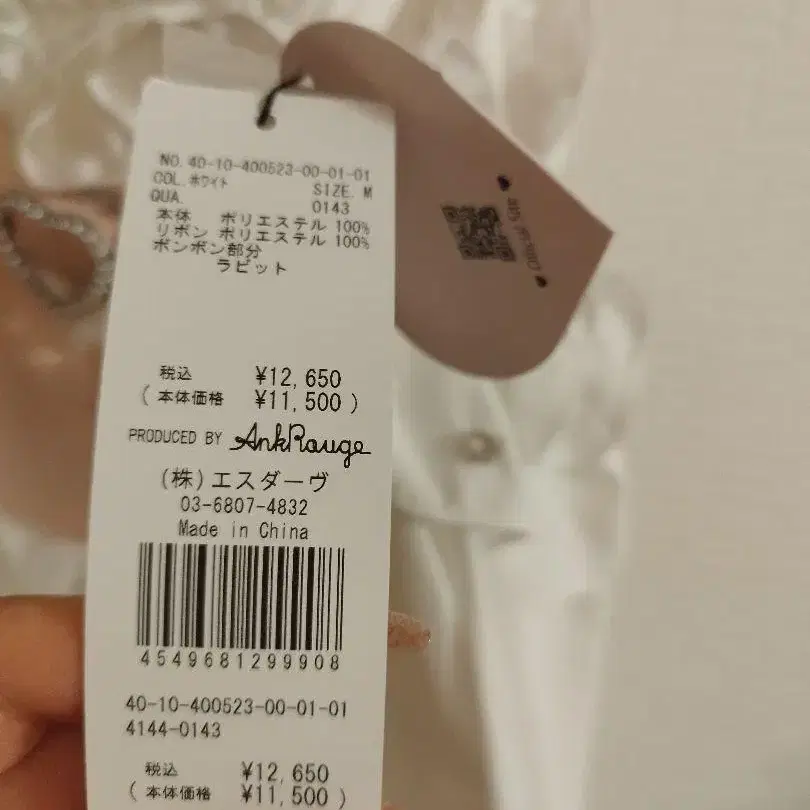 NO. 40-10-400523-00-01-01
COL. ホワイト SIZE. M
QUA. 0143
本体 ポリエステル 100%
リボン ポリエステル 100%
ボンボン部分
ラビット
税込 ¥12,650
( 本体価格 ¥11,500 )
PRODUCED BY AnkRouge
(株)エスダーヴ
03-6807-4832
Made in China
4549681299908
40-10-400523-00-01-01
4144-0143
税込 ¥12,650
( 本体価格 ¥11,500 )